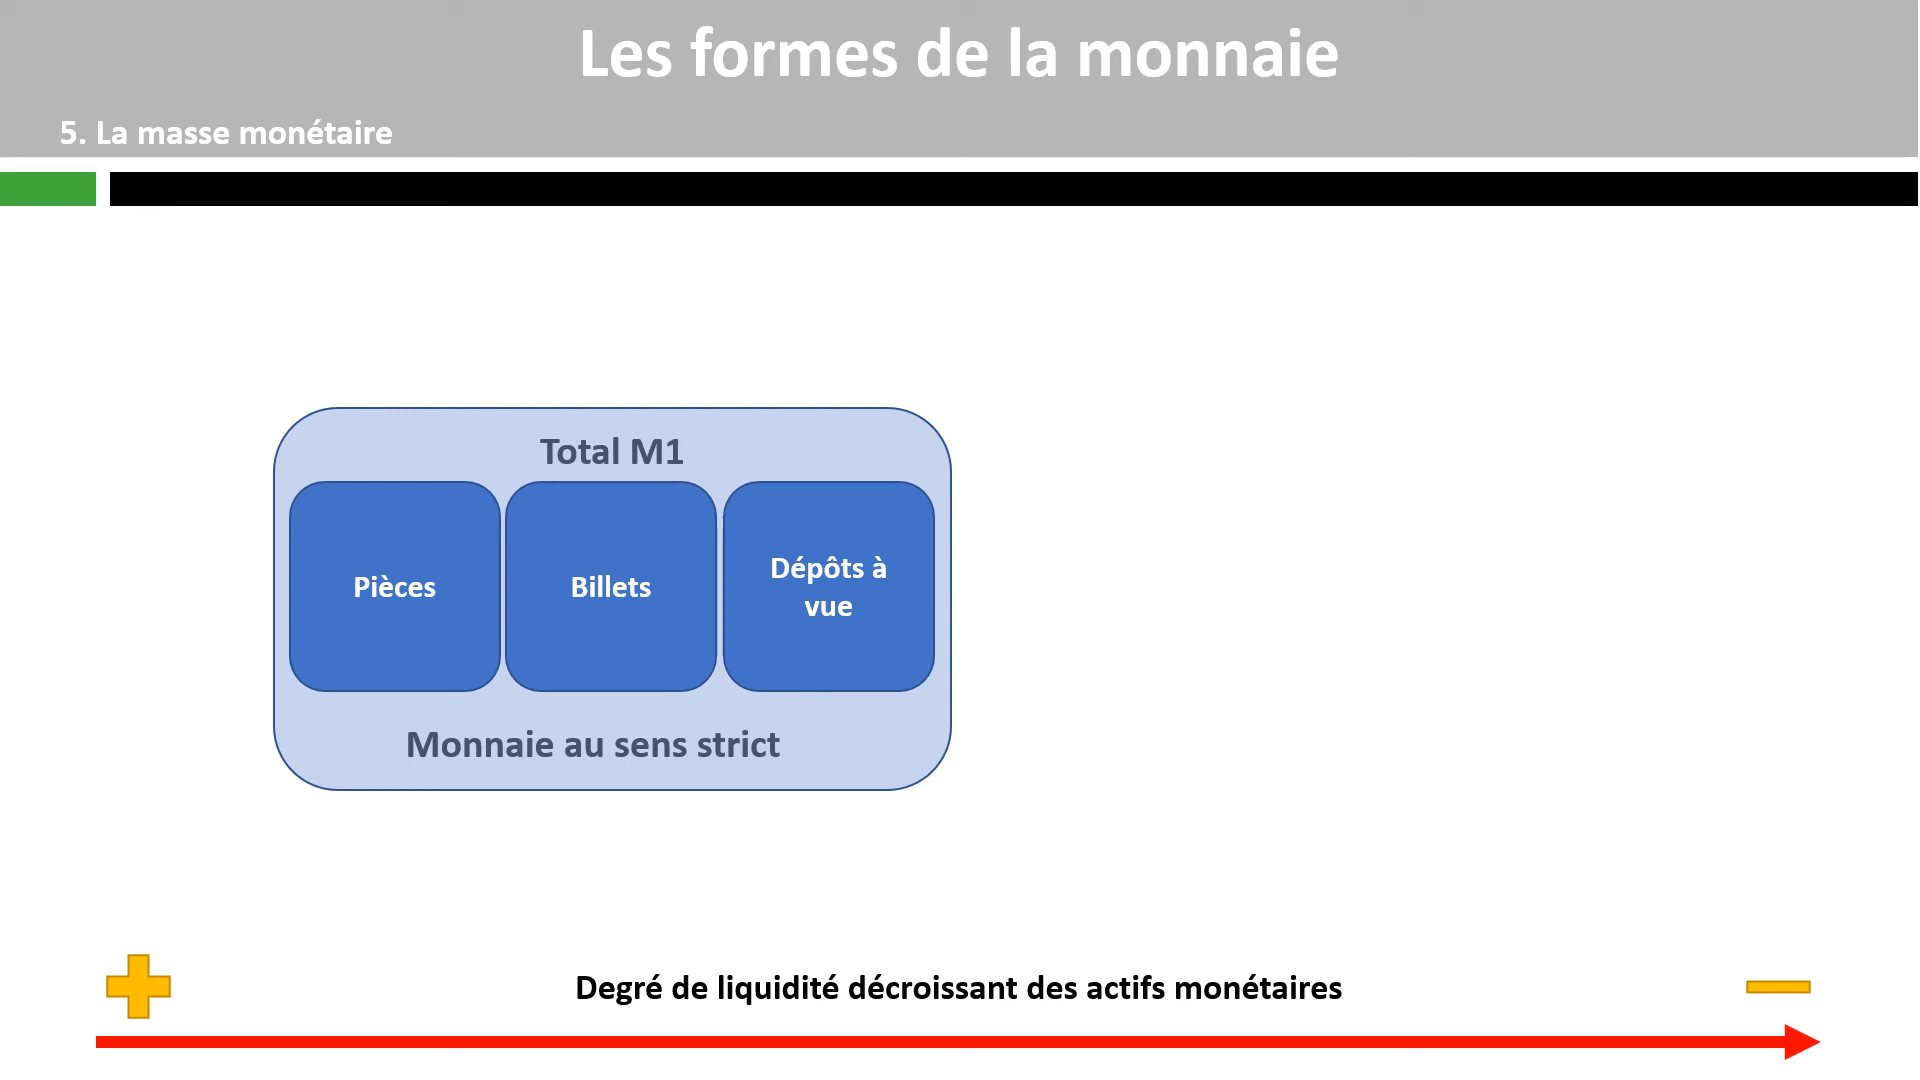 Les formes de la monnaie
5. La masse monétaire
Total M1
Pièces
Billets
Dépôts à
vue
Monnaie au sens strict
Degré de liquidité décroissant des actifs monétaires